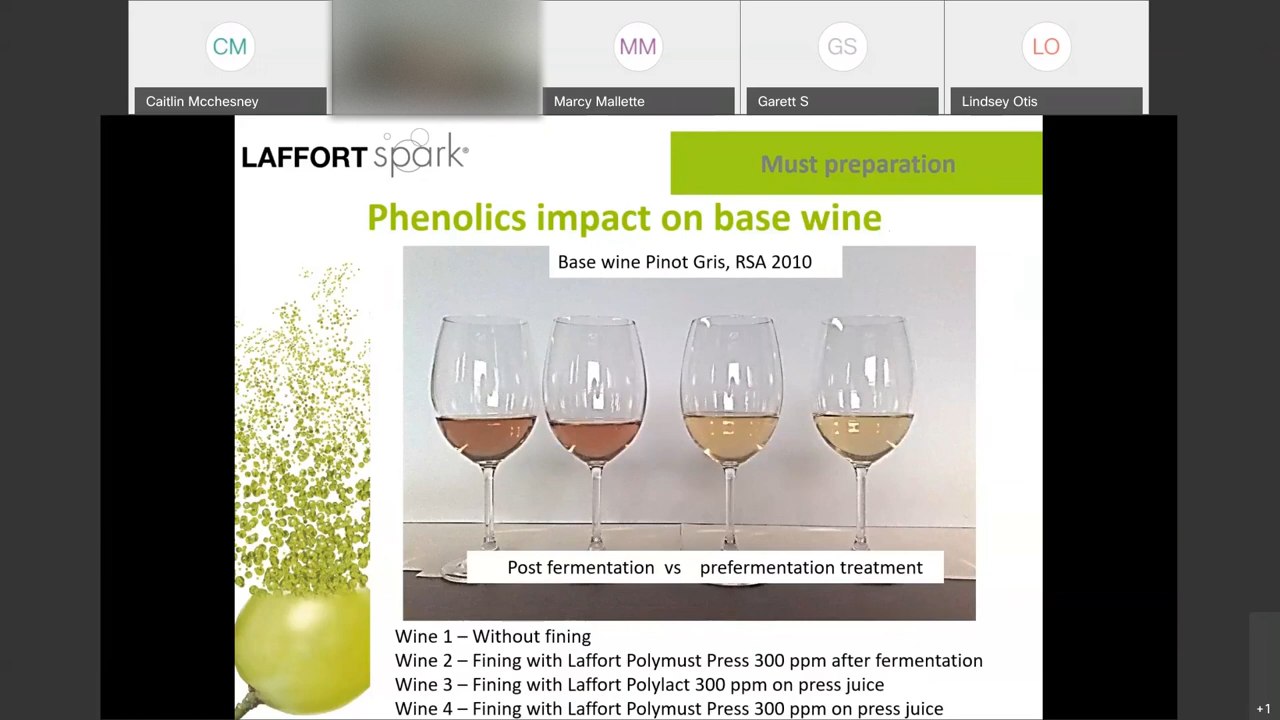 CM
MM
GS
LO
Caitlin Mcchesney
Marcy Mallette
Garett S
Lindsey Otis
LAFFORT spark®
Must preparation
Phenolics impact on base wine
Base wine Pinot Gris, RSA 2010
Post fermentation vs prefermentation treatment
Wine 1 – Without fining
Wine 2 – Fining with Laffort Polymust Press 300 ppm after fermentation
Wine 3 – Fining with Laffort Polylact 300 ppm on press juice
Wine 4 – Fining with Laffort Polymust Press 300 ppm on press juice
+1